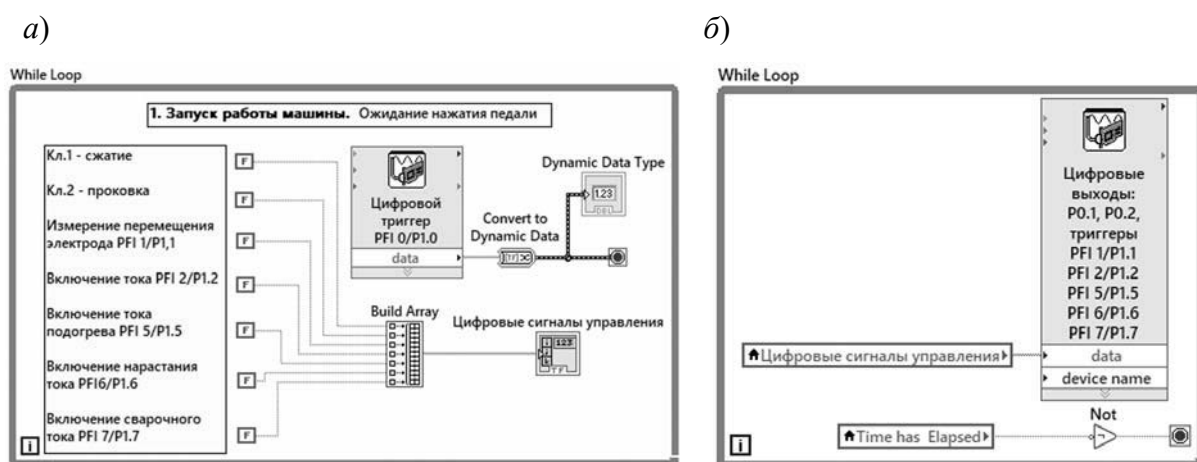 а)
б)
While Loop
1. Запуск работы машины. Ожидание нажатия педали
Кл.1 - сжатие
F
Кл.2 - проковка
F
Измерение перемещения
электрода PFI 1/P1,1
F
Включение тока PFI 2/P1.2
F
Включение тока
подогрева PFI 5/P1.5
F
Включение нарастания
тока PFI6/P1.6
F
Включение сварочного
тока PFI 7/P1.7
F
i
Цифровой
триггер
PFI 0/P1.0
data
Convert to
Dynamic Data
Dynamic Data Type
1.23
DBL
Build Array
Цифровые сигналы управления
123
TF
While Loop
Цифровые
выходы:
P0.1, P0.2,
триггеры
PFI 1/P1.1
PFI 2/P1.2
PFI 5/P1.5
PFI 6/P1.6
PFI 7/P1.7
data
device name
Цифровые сигналы управления
Not
Time has Elapsed
i